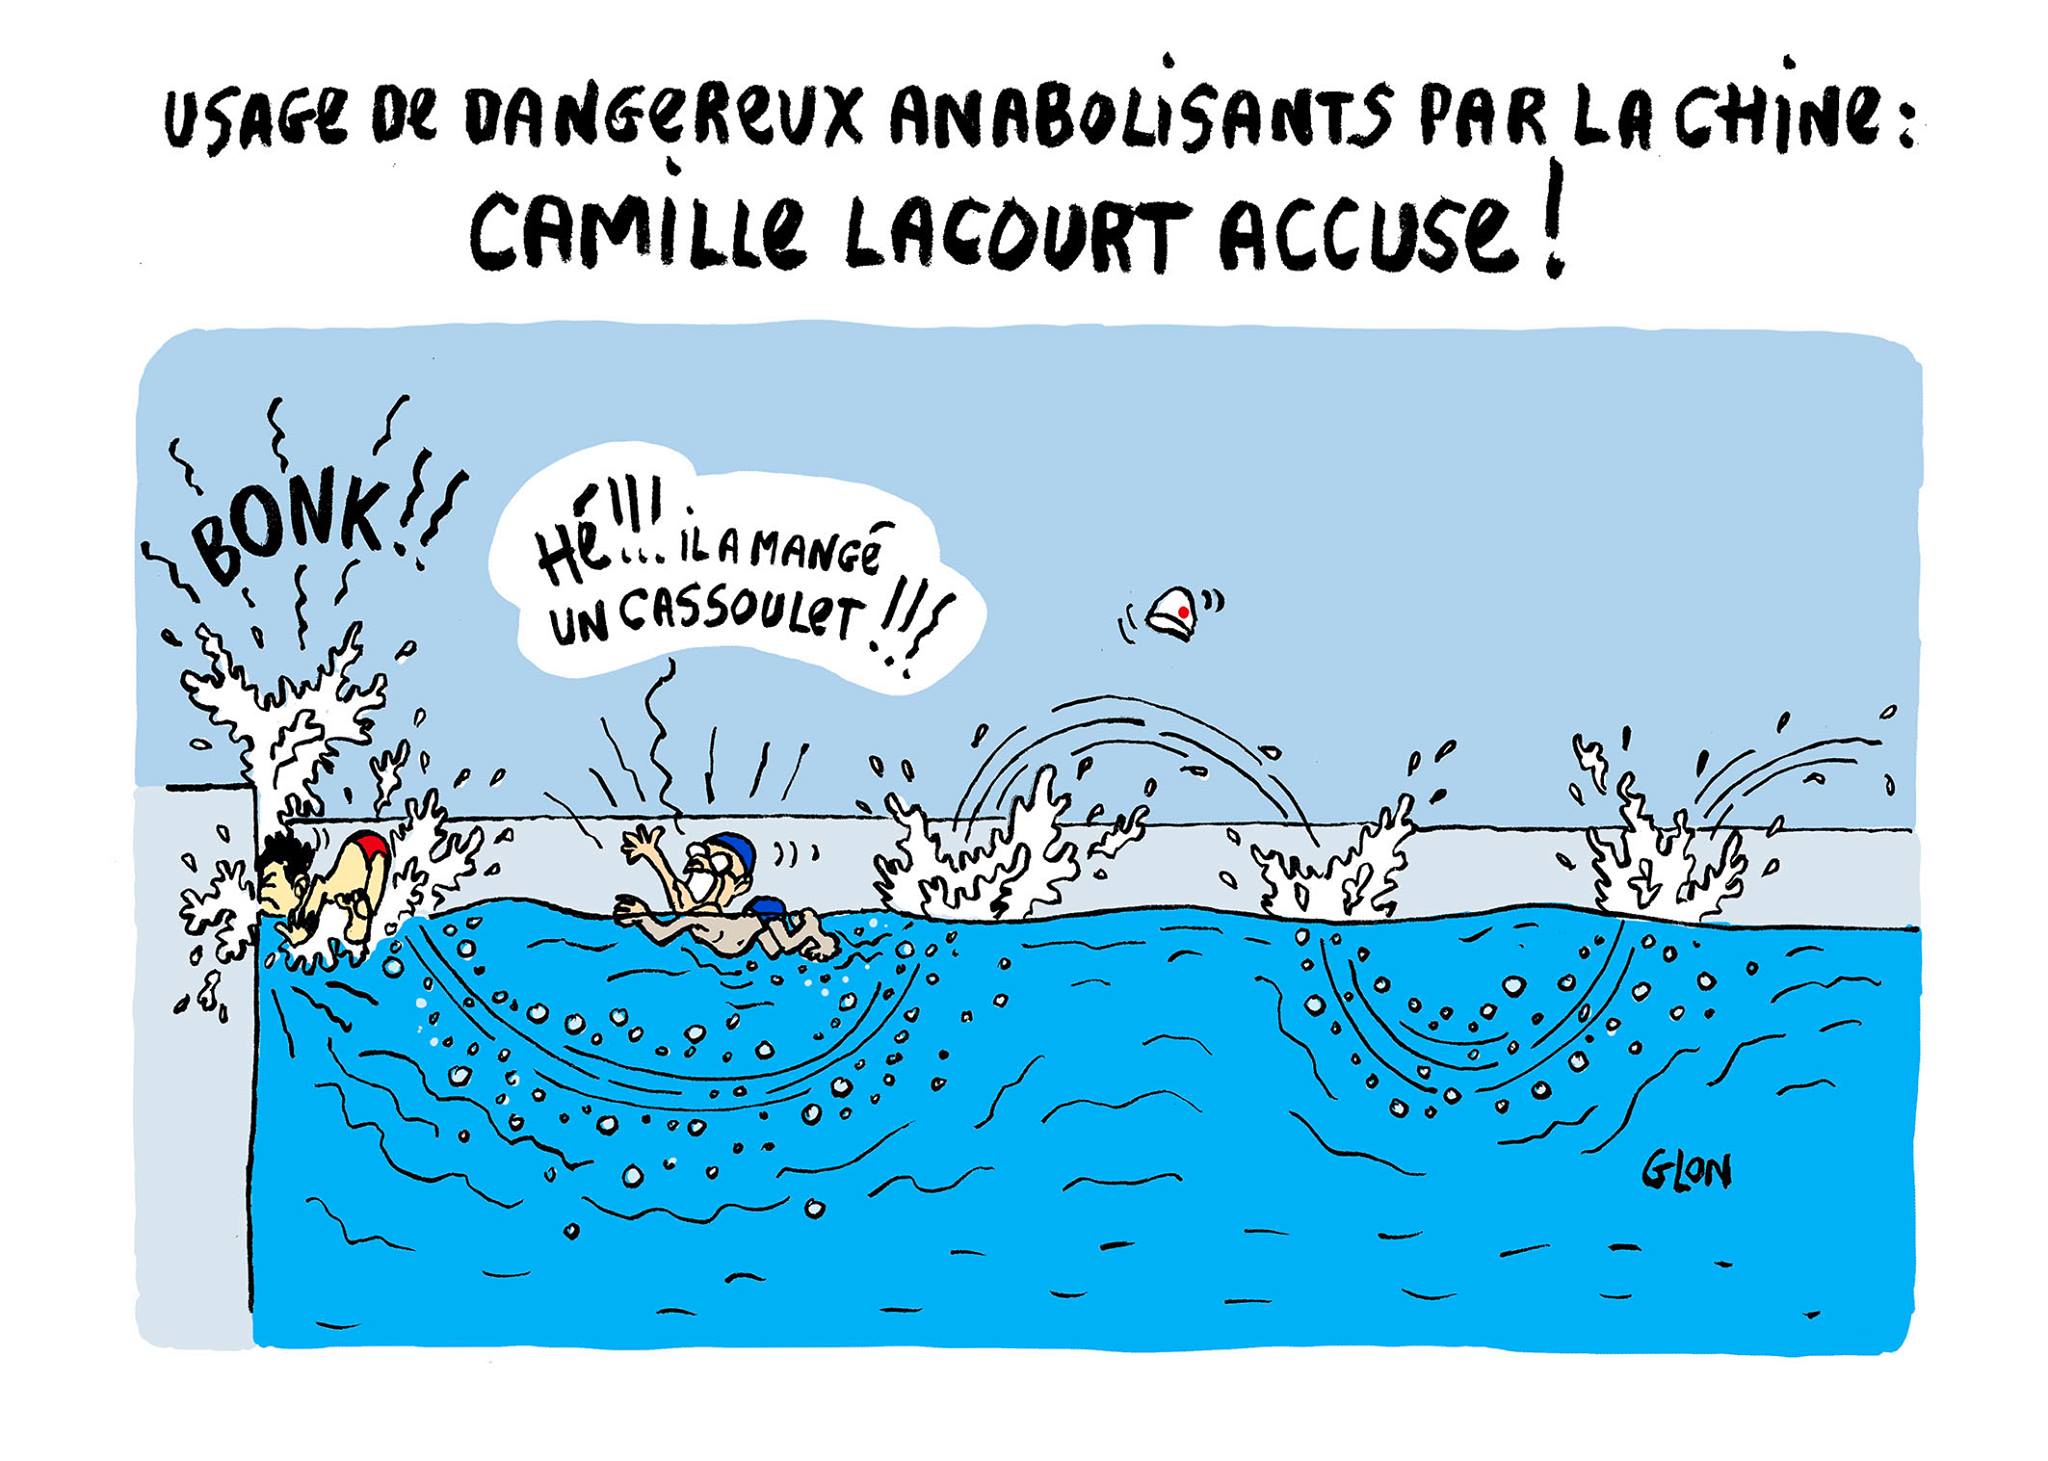 USAGE DE DANGEREUX ANABOLISANTS PAR LA CHINE :
CAMILLE LACOURT ACCUSE !
BONK !!
HÉ !!! IL A MANGÉ
UN CASSOULET !!!
GLON